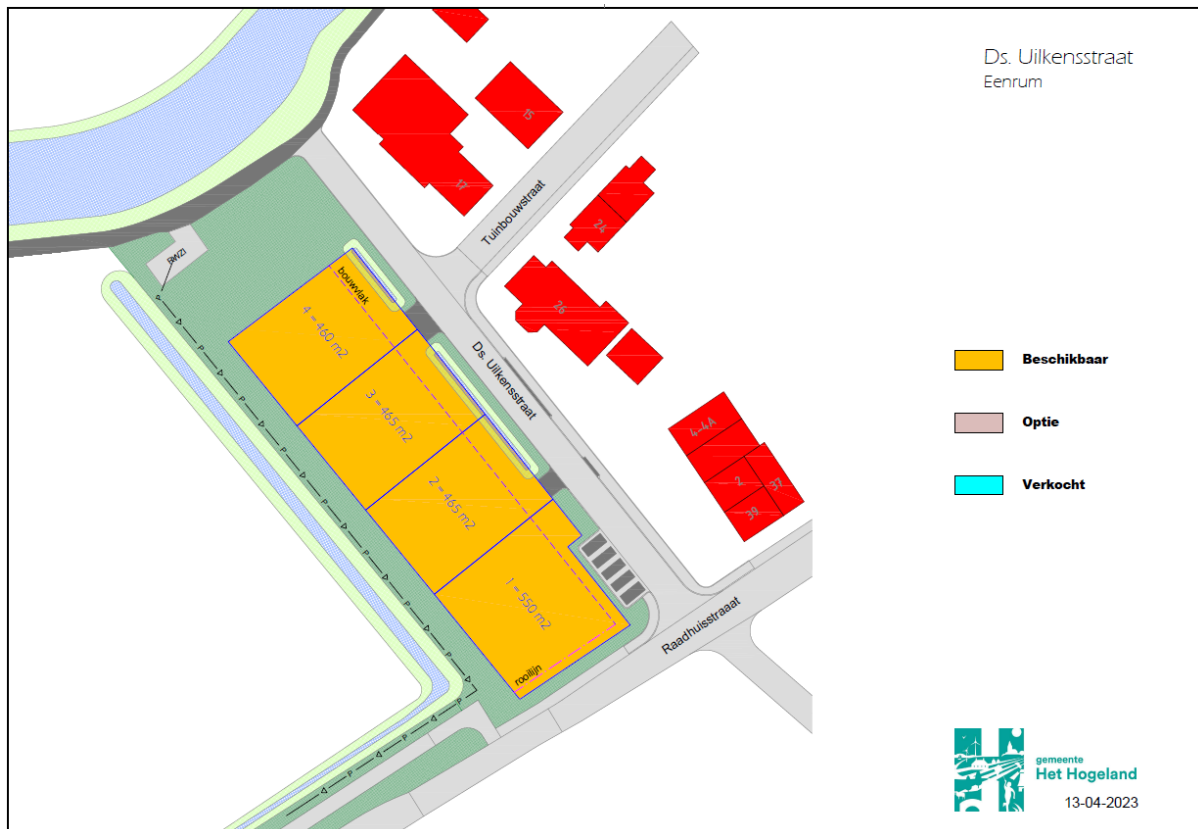 Ds. Uilkensstraat
Eenrum
15
17
Tuinbouwstraat
24
RWZI
bouwvlak
26
4 = 460 m2
Ds. Uilkensstraat
3 = 465 m2
Beschikbaar
4-4A
Optie
2
37
2 = 465 m2
Verkocht
39
1 = 550 m2
Raadhuisstraaat
rooilijn
gemeente
Het Hogeland
13-04-2023